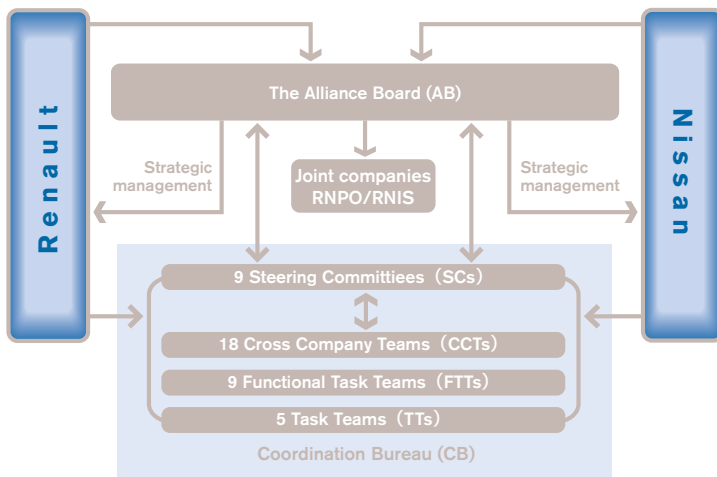 Renault
Nissan
The Alliance Board (AB)
Strategic
management
Joint companies
RNPO/RNIS
Strategic
management
9 Steering Committiees (SCs)
18 Cross Company Teams (CCTs)
9 Functional Task Teams (FTTs)
5 Task Teams (TTs)
Coordination Bureau (CB)